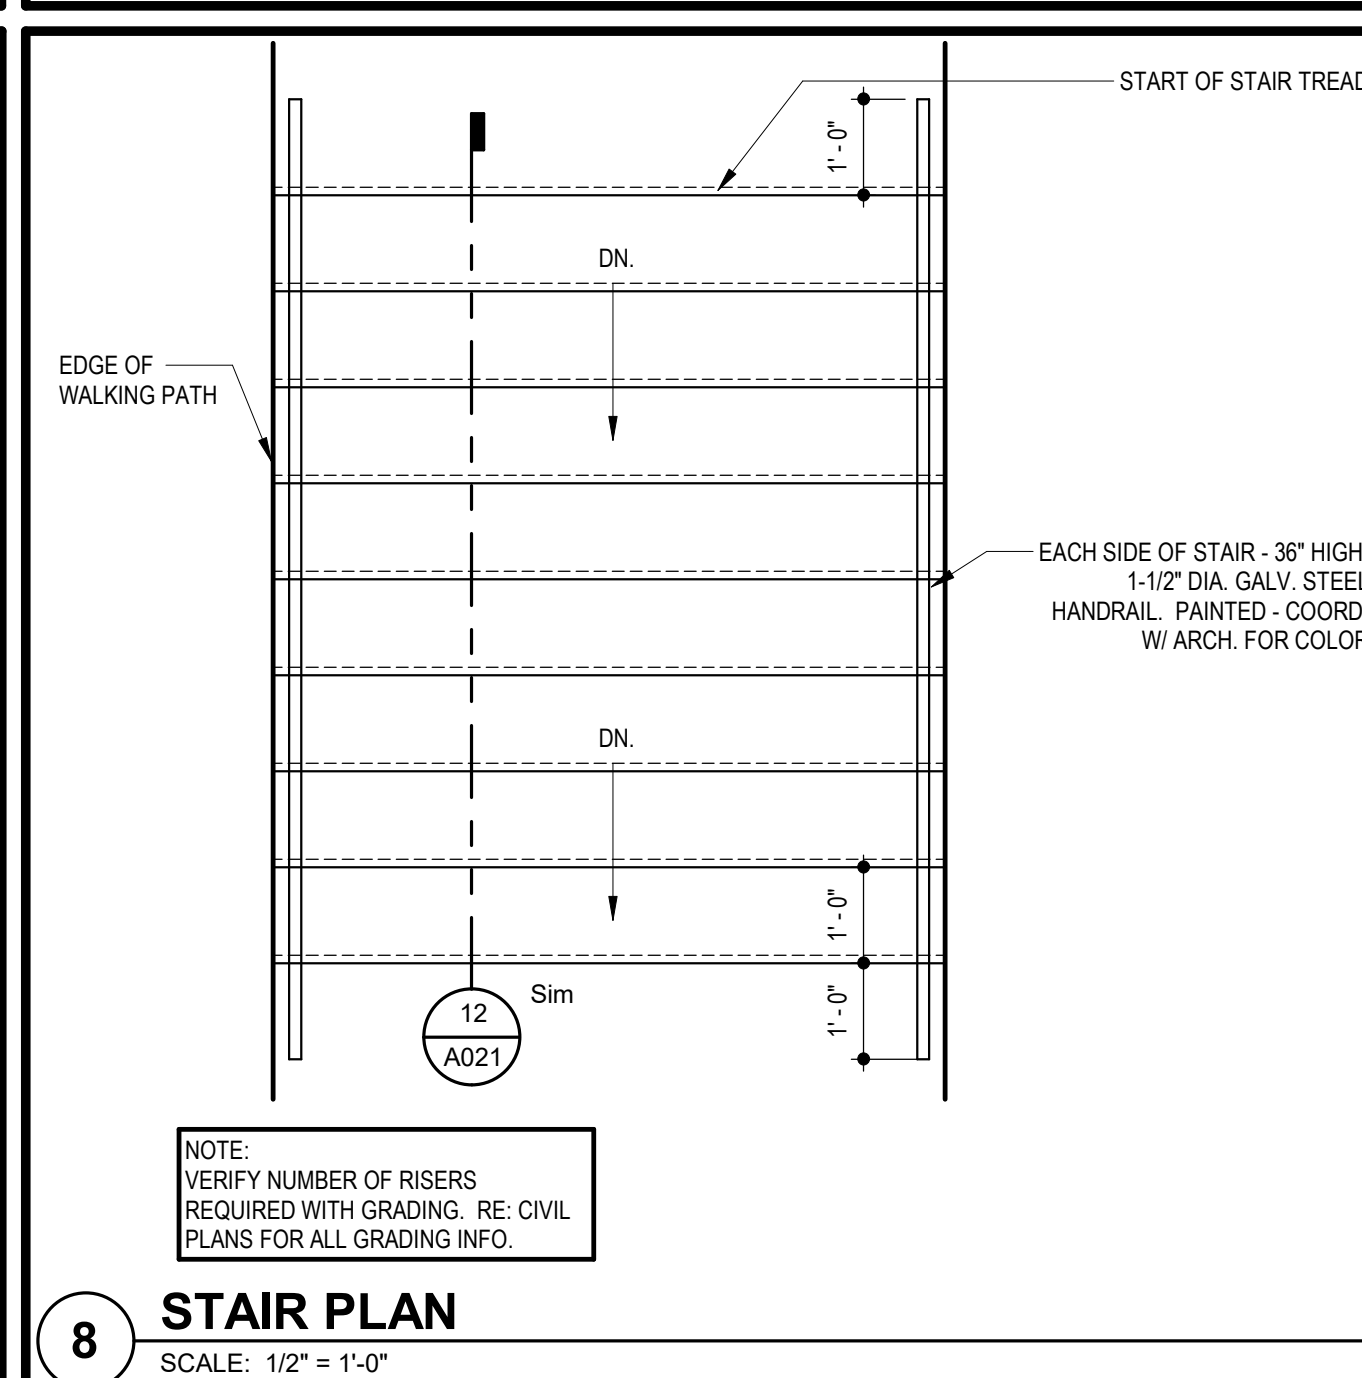 START OF STAIR TREAD
1' - 0"
DN.
EDGE OF
WALKING PATH
EACH SIDE OF STAIR - 36" HIGH
1-1/2" DIA. GALV. STEEL
HANDRAIL. PAINTED - COORD.
W/ ARCH. FOR COLOR
DN.
1' - 0"
1' - 0"
Sim
12
A021
NOTE:
VERIFY NUMBER OF RISERS
REQUIRED WITH GRADING. RE: CIVIL
PLANS FOR ALL GRADING INFO.
8
STAIR PLAN
SCALE: 1/2" = 1'-0"